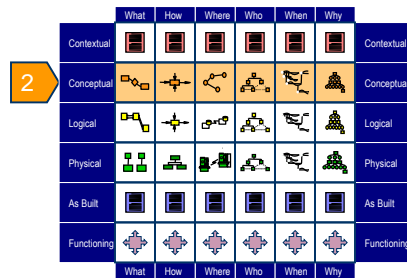 What How Where Who When Why
Contextual Contextual
2 Conceptual Conceptual
Logical Logical
Physical Physical
As Built As Built
Functioning Functioning
What How Where Who When Why